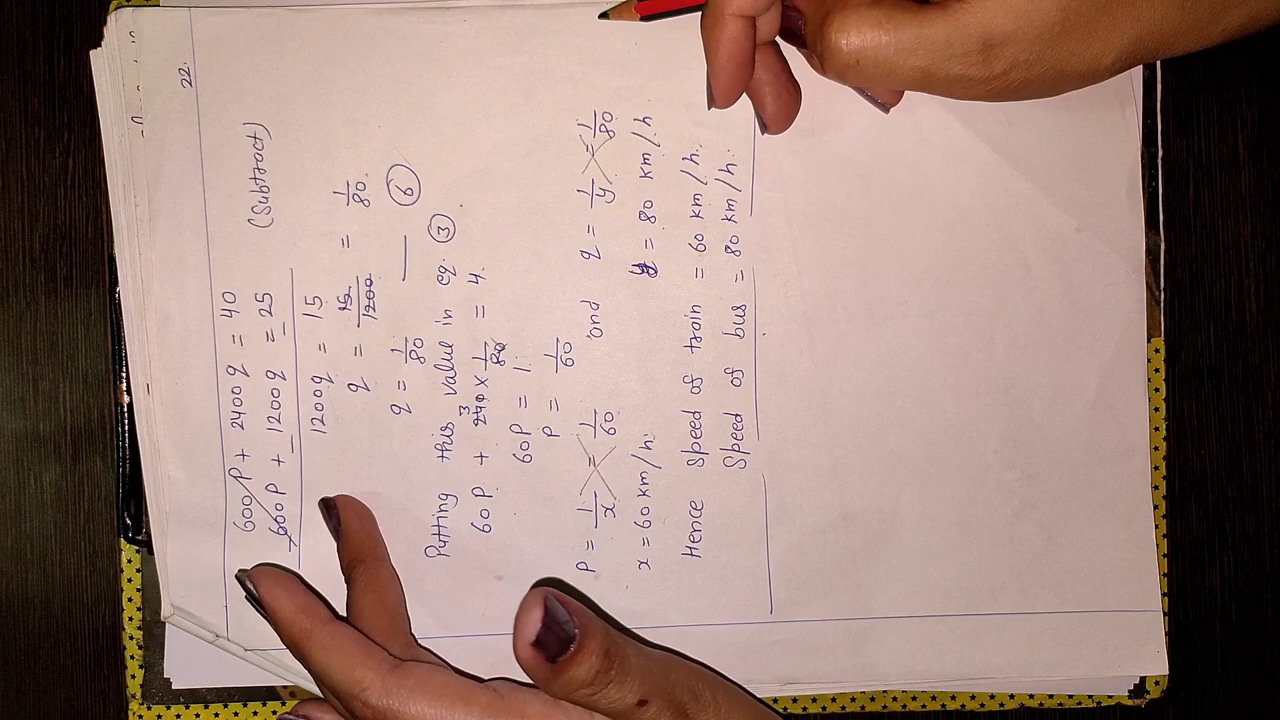 22.
600P + 2400q = 40
600P + 1200q = 25 (Subtract)
1200q = 15
q = 15/1200 = 1/80.
q = 1/80 — 6
Putting this value in eq. 3
60P + 240 3 × 1/80 = 4.
60P = 1.
P = 1/60
P = 1/x = 1/60 and q = 1/y = 1/80
x = 60 km/h. y = 80 km/h
Hence Speed of train = 60 km/h.
Speed of bus = 80 km/h.